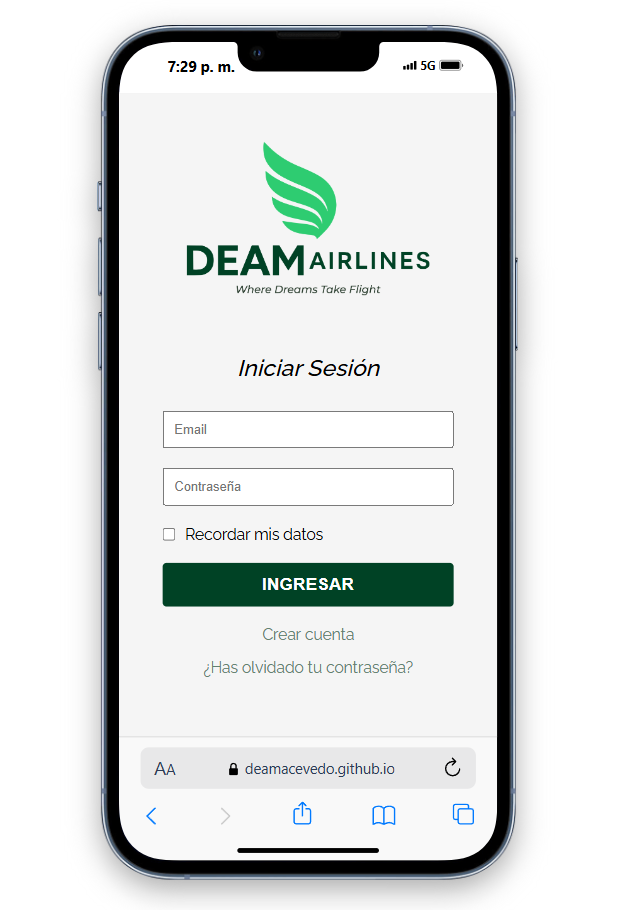 7:29 p. m.
5G
DEAM AIRLINES
Where Dreams Take Flight
Iniciar Sesión
Email
Contraseña
Recordar mis datos
INGRESAR
Crear cuenta
¿Has olvidado tu contraseña?
AA
deamacevedo.github.io